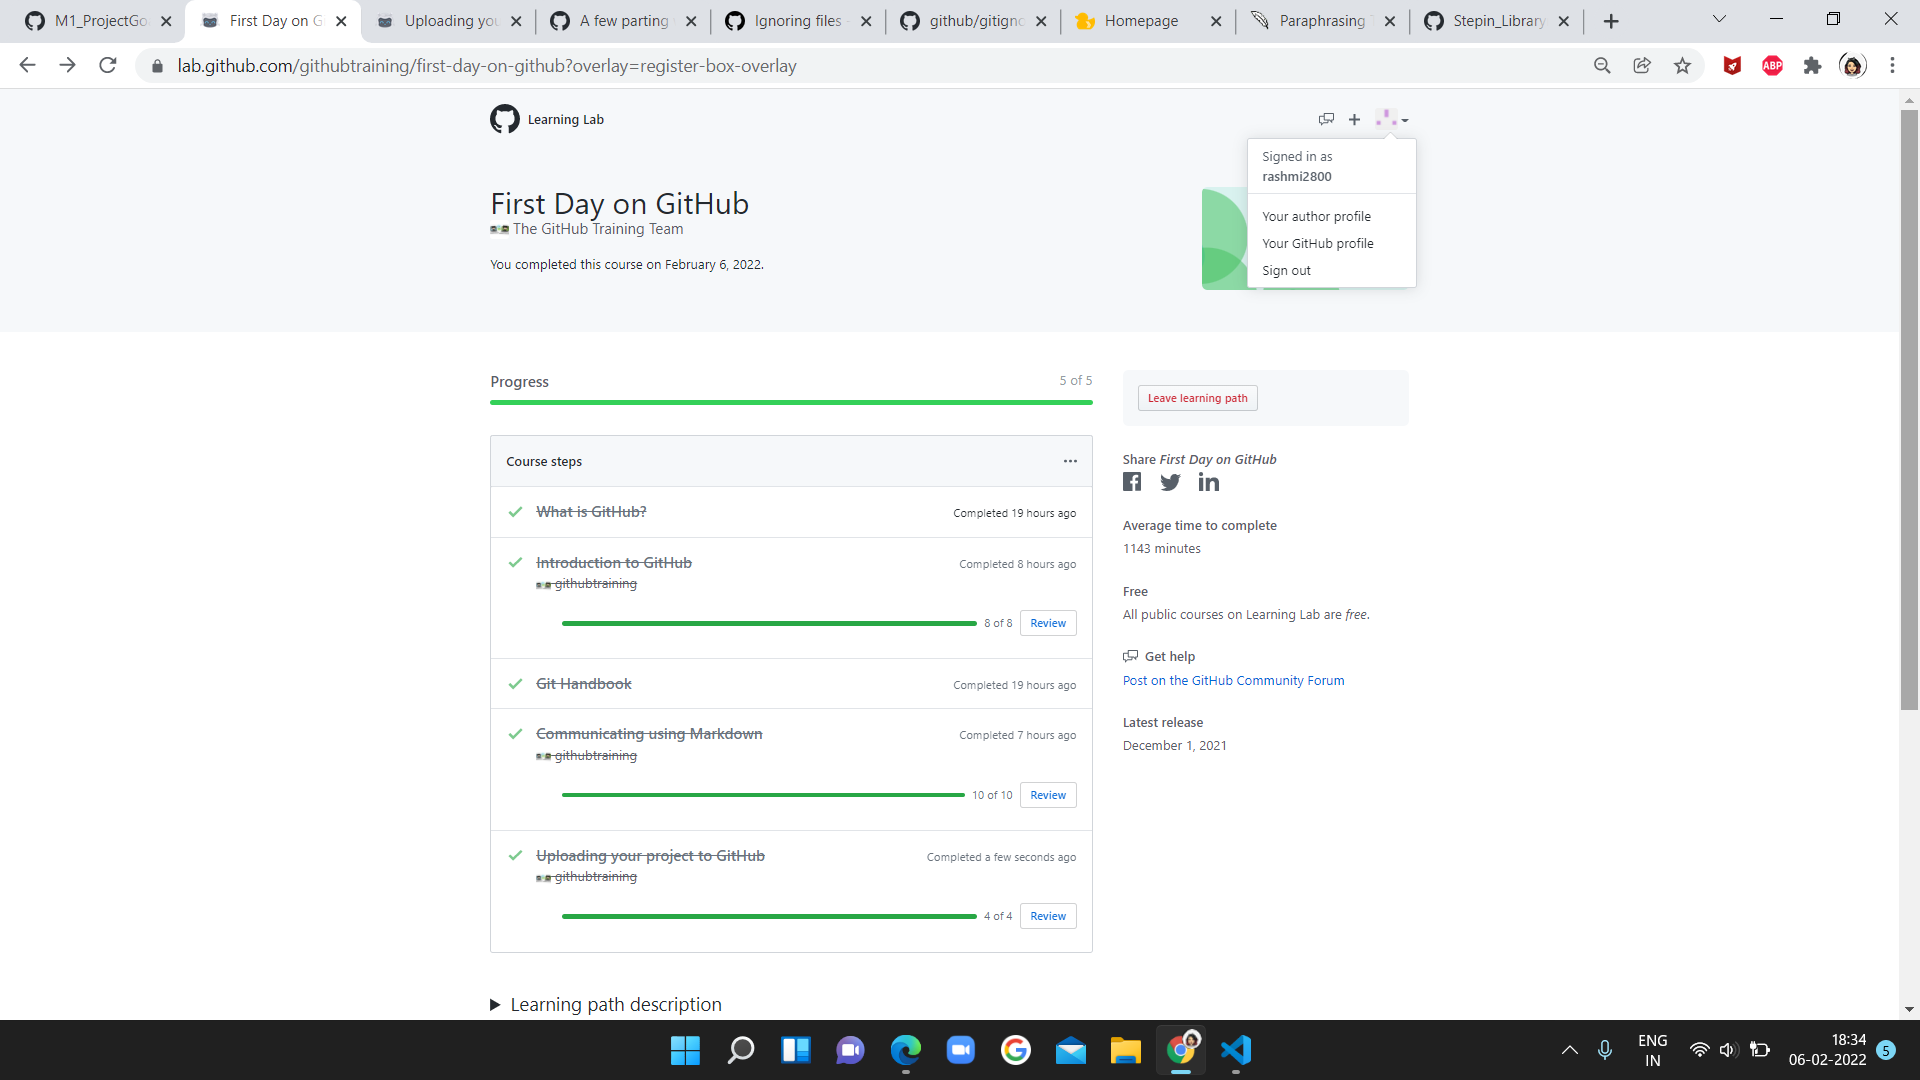 M1_ProjectGo
First Day on G
Uploading you
A few parting
Ignoring files
github/gitigno
Homepage
Paraphrasing
Stepin_Library
lab.github.com/githubtraining/first-day-on-github?overlay=register-box-overlay
ABP
Learning Lab
Signed in as
rashmi2800
Your author profile
Your GitHub profile
Sign out
First Day on GitHub
The GitHub Training Team
You completed this course on February 6, 2022.
Progress
5 of 5
Course steps
What is GitHub?
Completed 19 hours ago
Introduction to GitHub
Completed 8 hours ago
githubtraining
8 of 8
Review
Git Handbook
Completed 19 hours ago
Communicating using Markdown
Completed 7 hours ago
githubtraining
10 of 10
Review
Uploading your project to GitHub
Completed a few seconds ago
githubtraining
4 of 4
Review
Learning path description
Leave learning path
Share First Day on GitHub
Average time to complete
1143 minutes
Free
All public courses on Learning Lab are free.
Get help
Post on the GitHub Community Forum
Latest release
December 1, 2021
ENG
IN
18:34
06-02-2022
5